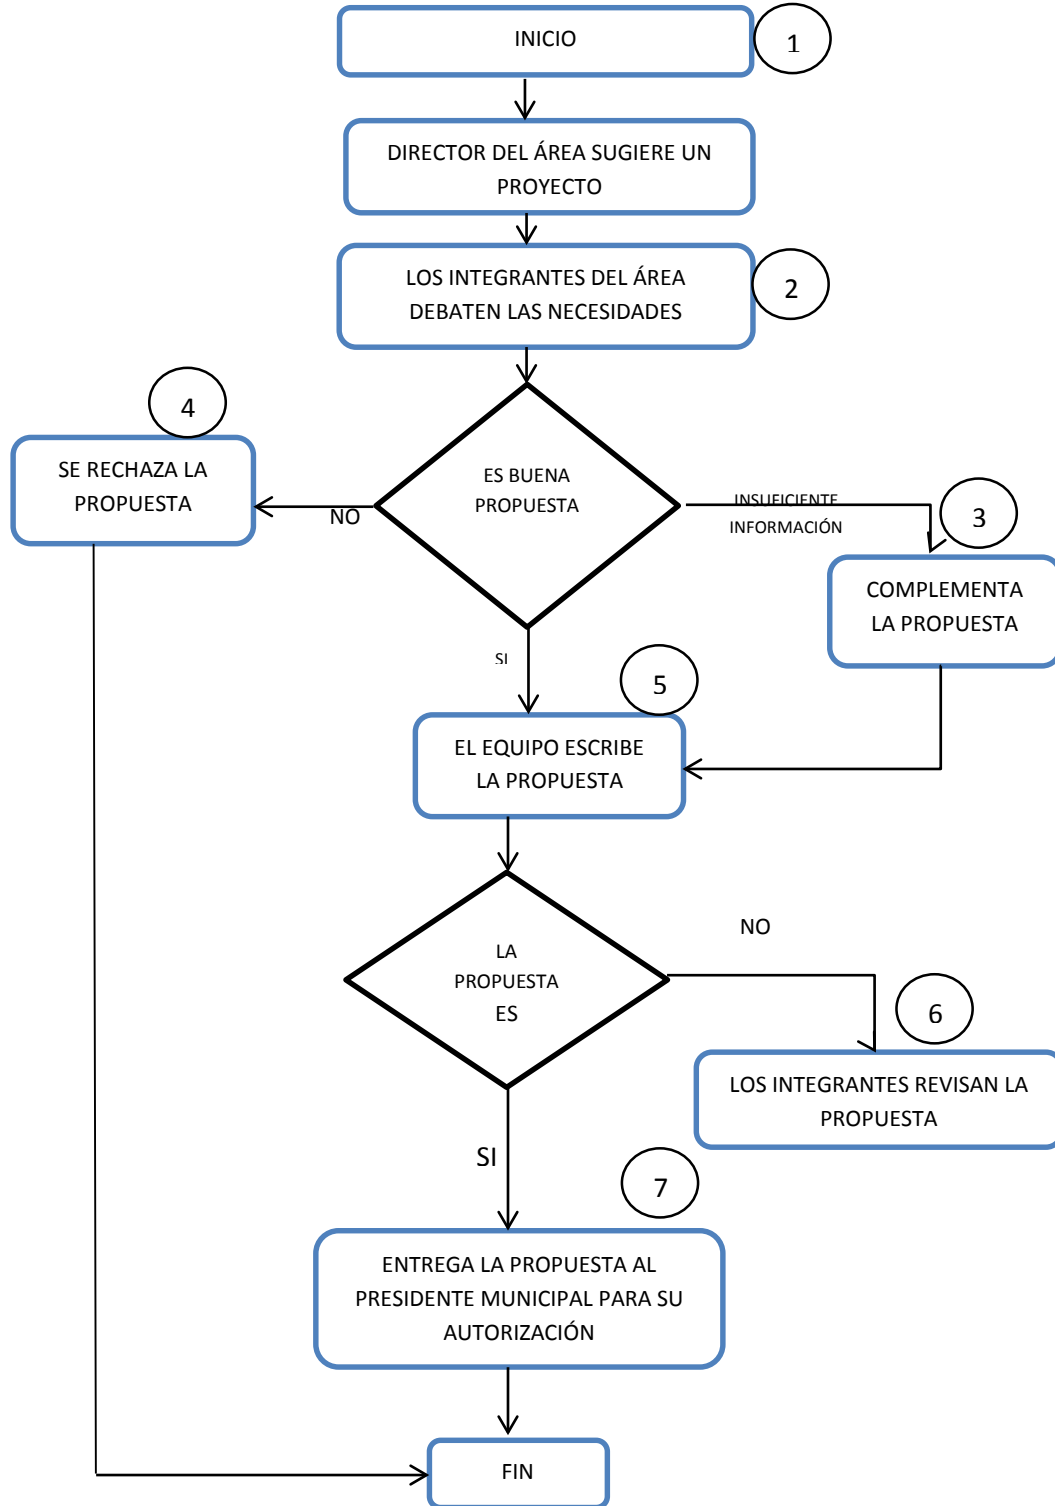 INICIO
1
DIRECTOR DEL ÁREA SUGIERE UN
PROYECTO
LOS INTEGRANTES DEL ÁREA
DEBATEN LAS NECESIDADES
2
4
SE RECHAZA LA
PROPUESTA
ES BUENA
PROPUESTA
NO
INSUFICIENTE
INFORMACIÓN
3
COMPLEMENTA
LA PROPUESTA
SI
5
EL EQUIPO ESCRIBE
LA PROPUESTA
LA
PROPUESTA
ES
NO
6
LOS INTEGRANTES REVISAN LA
PROPUESTA
SI
7
ENTREGA LA PROPUESTA AL
PRESIDENTE MUNICIPAL PARA SU
AUTORIZACIÓN
FIN